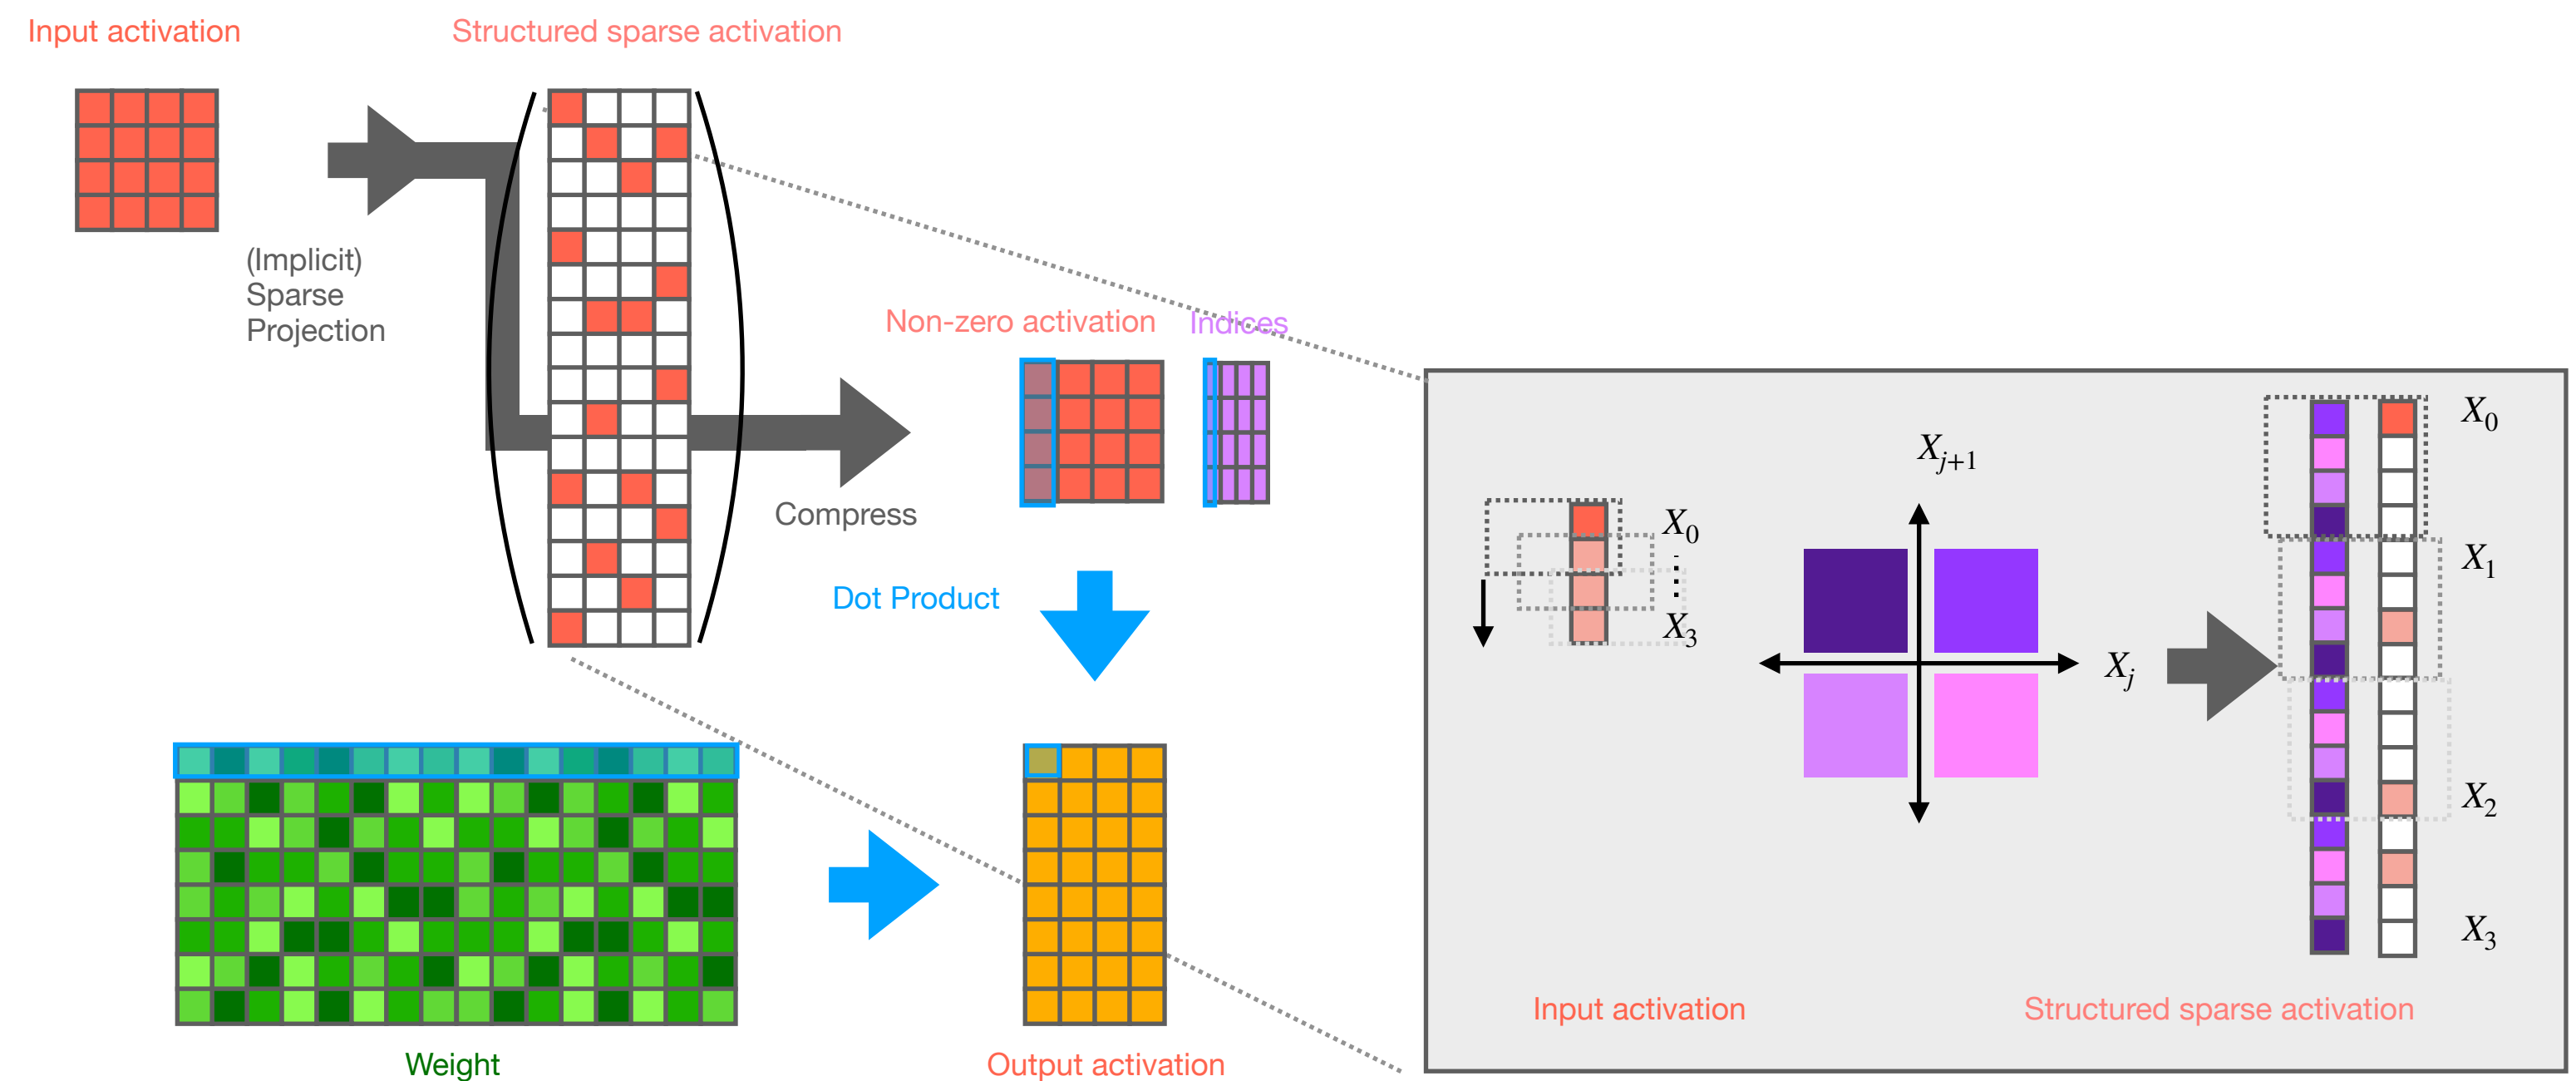 Input activation
Structured sparse activation
(Implicit)
Sparse
Projection
Non-zero activation
Indices
Compress
Dot Product
Weight
Output activation
X0
X3
Xj+1
Xj
X0
X1
X2
X3
Input activation
Structured sparse activation